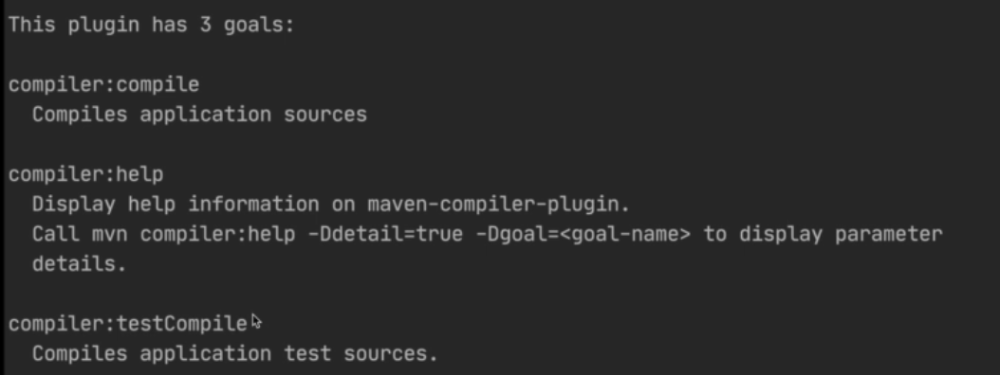 This plugin has 3 goals:
compiler:compile
Compiles application sources
compiler:help
Display help information on maven-compiler-plugin.
Call mvn compiler:help -Ddetail=true -Dgoal=<goal-name> to display parameter
details.
compiler:testCompile
Compiles application test sources.